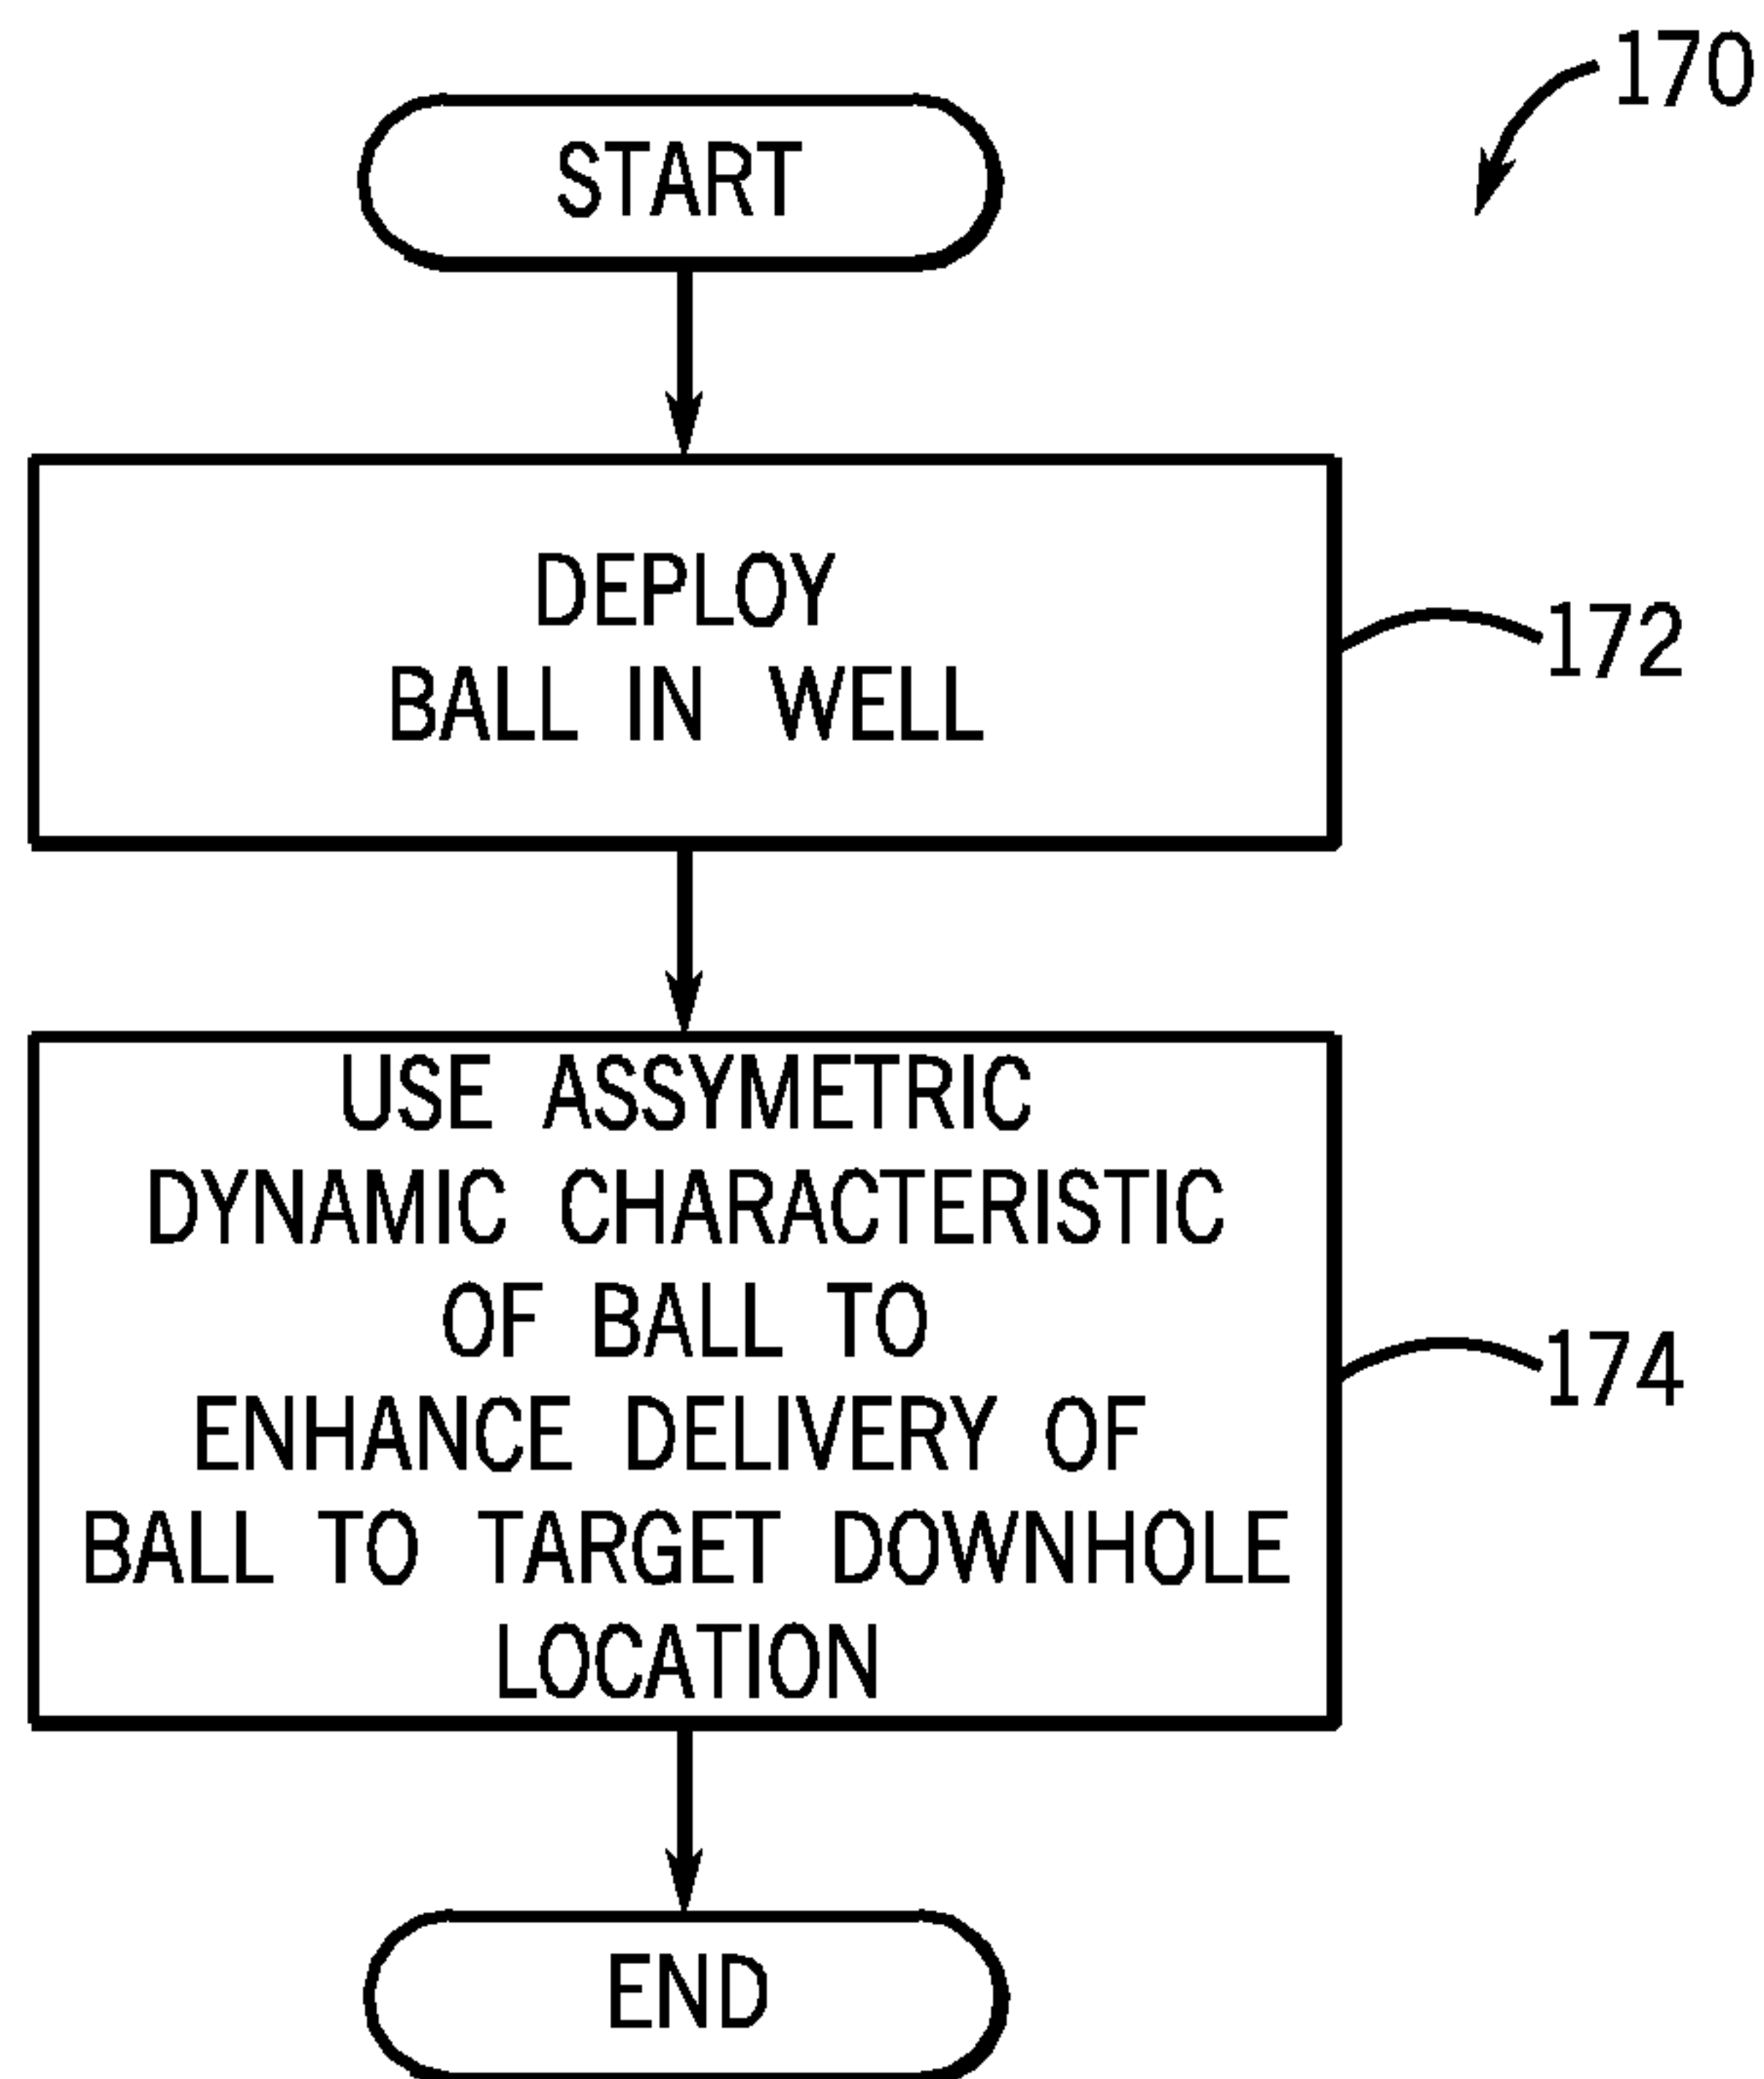 170
START
DEPLOY
BALL IN WELL
172
USE ASSYMETRIC
DYNAMIC CHARACTERISTIC
OF BALL TO
ENHANCE DELIVERY OF
BALL TO TARGET DOWNHOLE
LOCATION
174
END